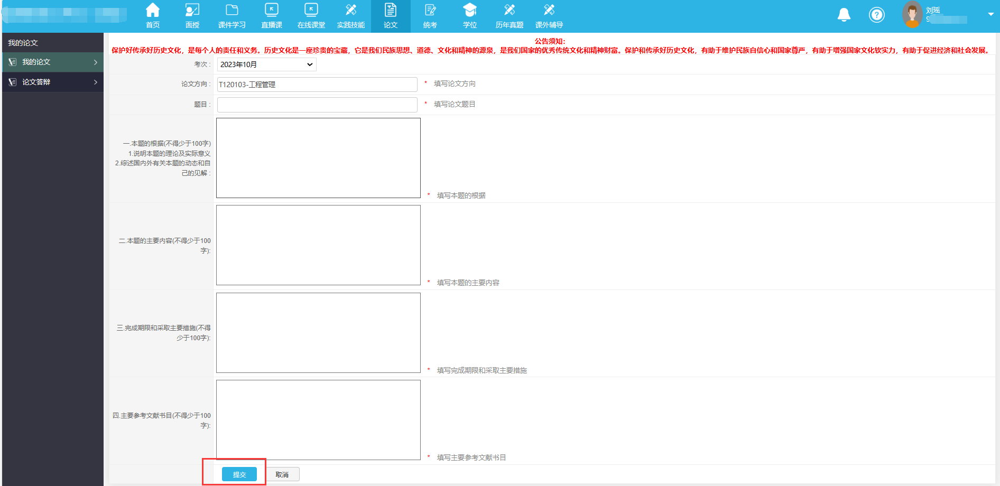 首页
面授
课件学习
直播课
在线课堂
实践技能
论文
统考
学位
历年真题
课外辅导
刘瑶
9
我的论文
我的论文
论文答辩
公告须知:
保护好传承好历史文化，是每个人的责任和义务。历史文化是一座珍贵的宝藏，它是我们民族思想、道德、文化和精神的源泉，是我们国家的优秀传统文化和精神财富。保护和传承好历史文化，有助于维护民族自信心和国家尊严，有助于增强国家文化软实力，有助于促进经济和社会发展。
考次 : 2023年10月
论文方向 : T120103-工程管理 * 填写论文方向
题目 : * 填写论文题目
一.本题的根据(不得少于100字)
1.说明本题的理论及实际意义
2.综述国内外有关本题的动态和自
己的见解 :
* 填写本题的根据
二.本题的主要内容(不得少于100
字):
* 填写本题的主要内容
三.完成期限和采取主要措施(不得
少于100字):
* 填写完成期限和采取主要措施
四.主要参考文献书目(不得少于100
字):
* 填写主要参考文献书目
提交 取消